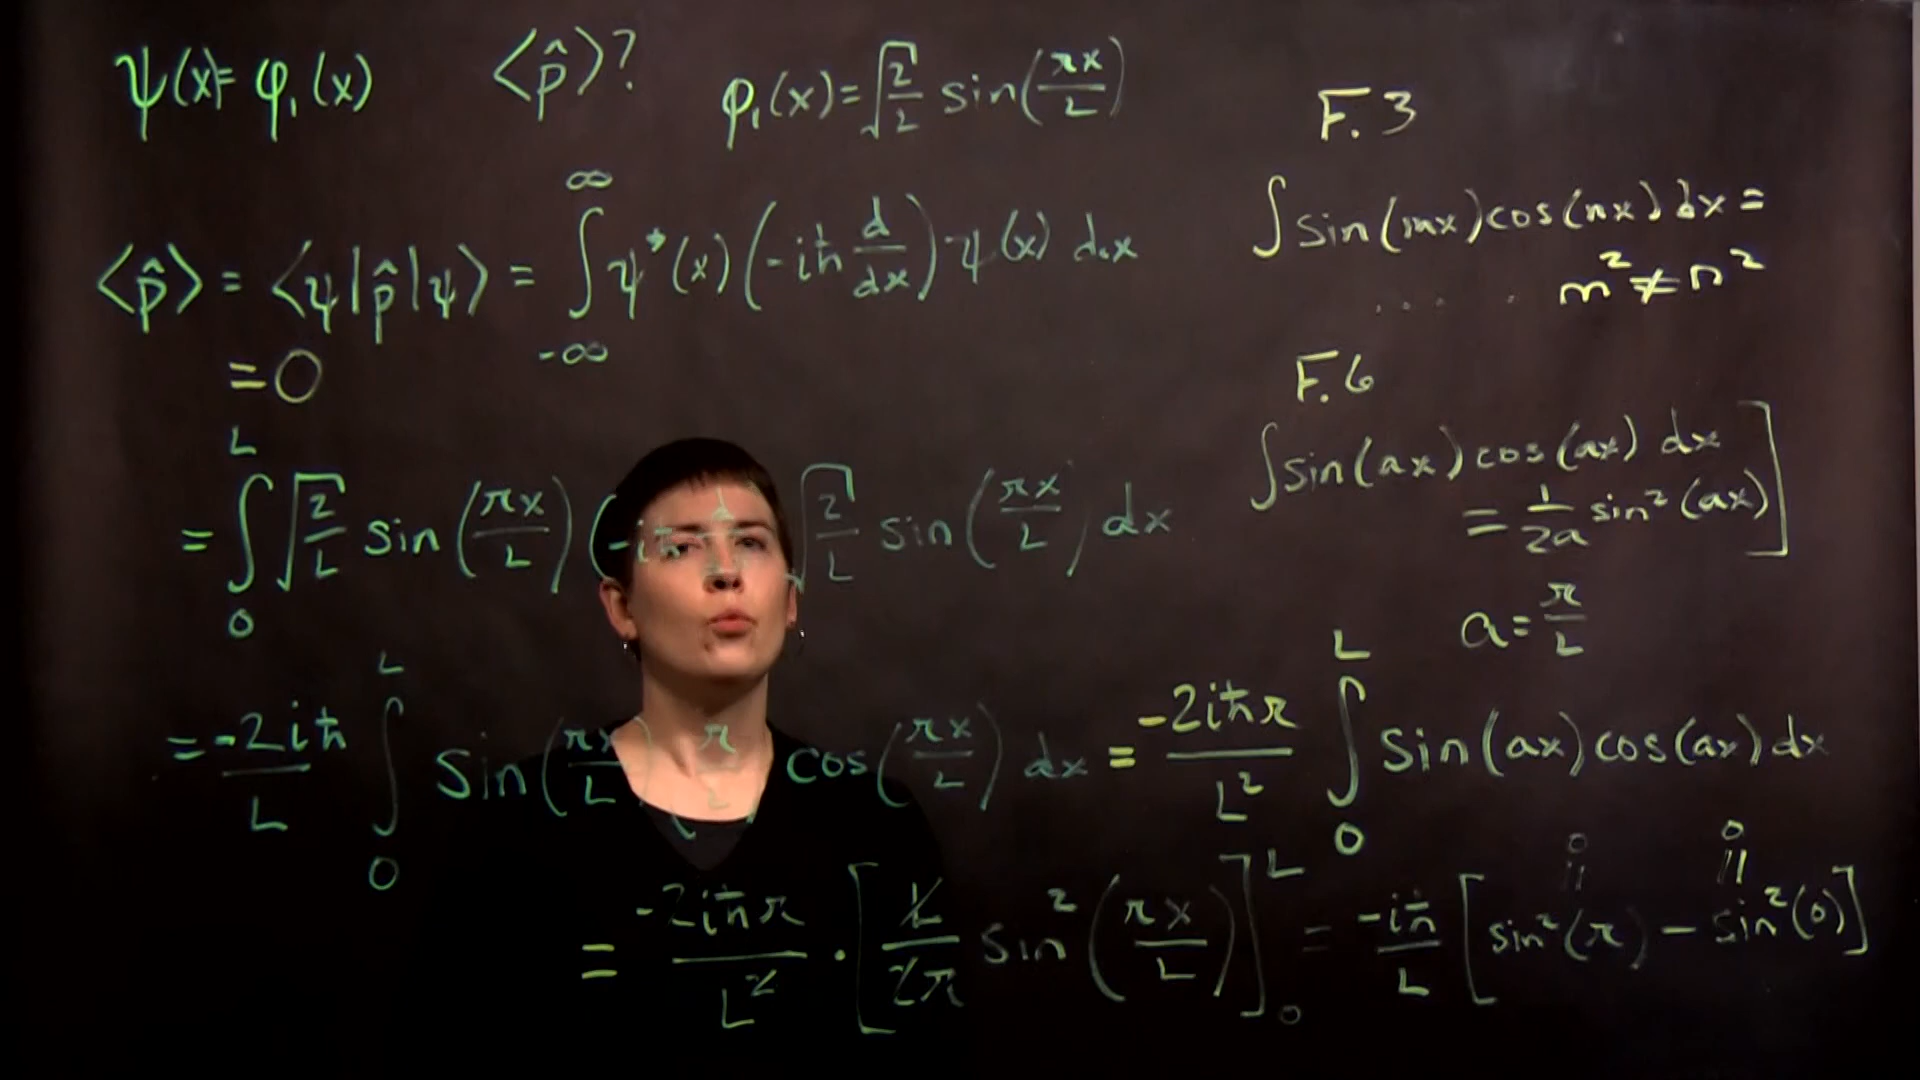 ψ(x)= φ₁(x)
⟨p̂⟩?
φ₁(x)=√(2/L) sin(πx/L)
⟨p̂⟩ = ⟨ψ|p̂|ψ⟩ = ∫_{-∞}^{∞} ψ*(x)(-iħ d/dx)ψ(x) dx
=0
= ∫_0^L √(2/L) sin(πx/L)(-iħ d/dx)√(2/L) sin(πx/L) dx
= -2iħ/L ∫_0^L sin(πx/L)(π/L) cos(πx/L) dx = -2iħπ/L² ∫_0^L sin(ax)cos(ax)dx
= -2iħπ/L² · [L/2π sin²(πx/L)]_0^L = -iħ/L [sin²(π) - sin²(0)]
0 0
|| ||
F.3
∫sin(mx)cos(nx)dx=
.... m²≠n²
F.6
∫sin(ax)cos(ax) dx
= 1/2a sin²(ax)]
a=π/L